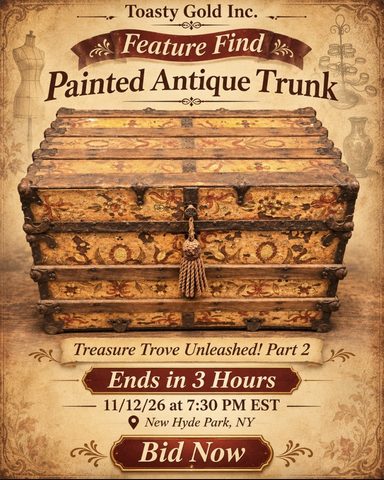 Toasty Gold Inc.
Feature Find
Painted Antique Trunk
Treasure Trove Unleashed! Part 2
Ends in 3 Hours
11/12/26 at 7:30 PM EST
New Hyde Park, NY
Bid Now